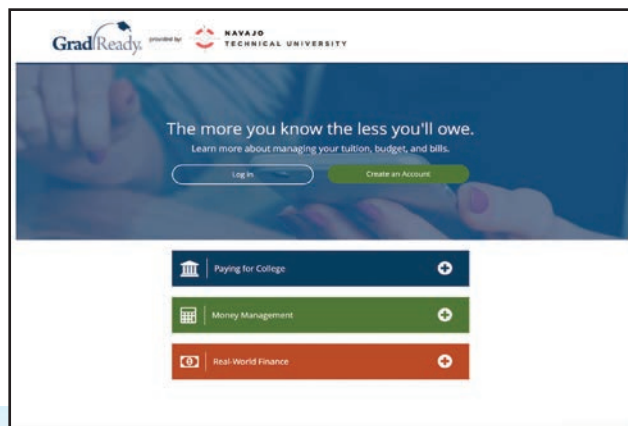 GradReady
provided by:
NAVAJO
TECHNICAL UNIVERSITY
The more you know the less you'll owe.
Learn more about managing your tuition, budget, and bills.
Log in
Create an Account
Paying for College
Money Management
Real-World Finance